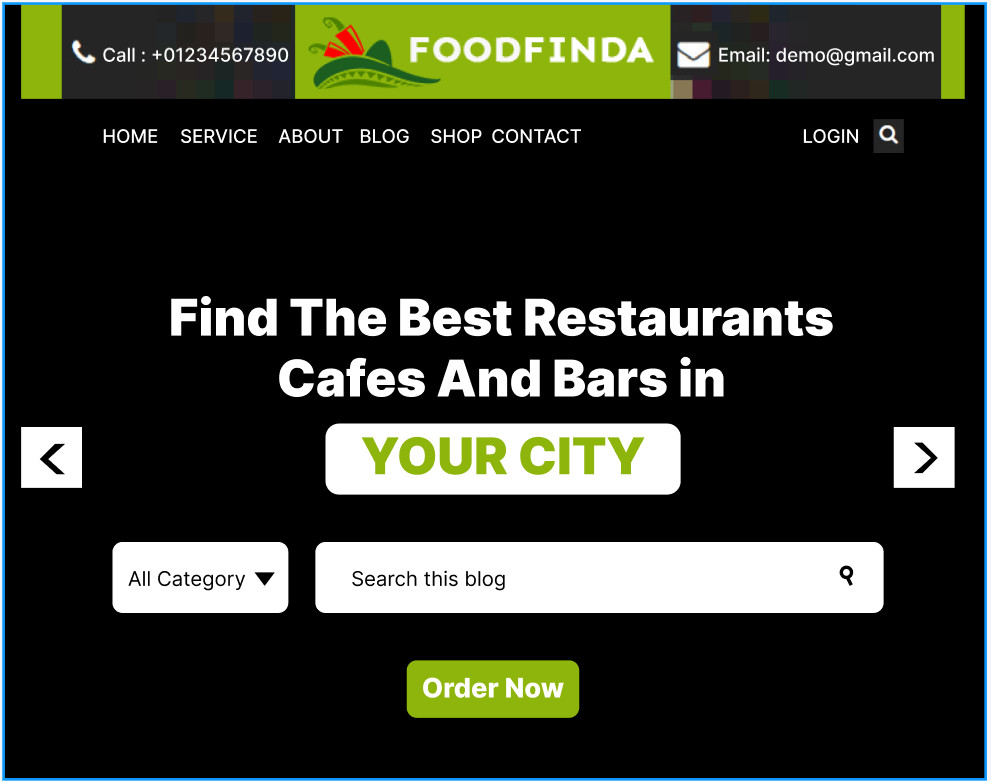 Call : +01234567890
FOODFINDA
Email: demo@gmail.com
HOME SERVICE ABOUT BLOG SHOP CONTACT LOGIN
Find The Best Restaurants
Cafes And Bars in
YOUR CITY
All Category
Search this blog
Order Now